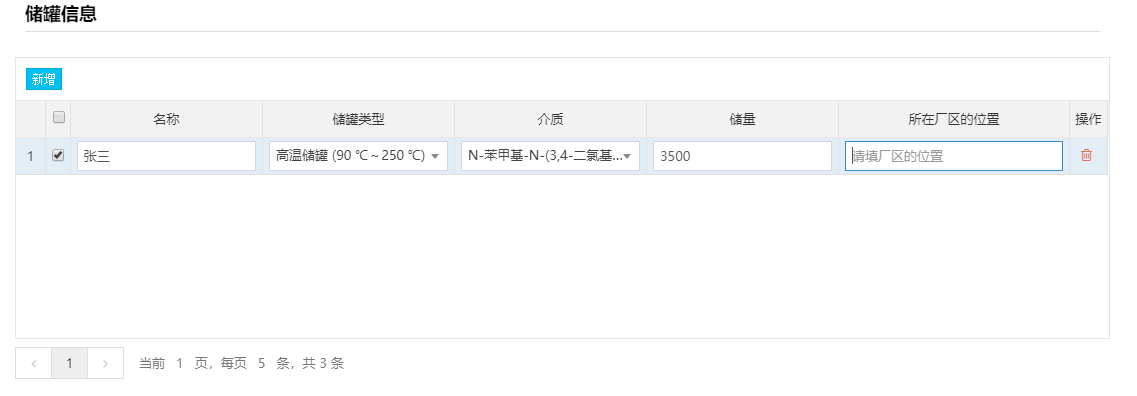 储罐信息
新增
名称 储罐类型 介质 储量 所在厂区的位置 操作
1 张三 高温储罐 (90 ℃ ~ 250 ℃) N-苯甲基-N-(3,4-二氯基... 3500 请填厂区的位置
< 1 > 当前 1 页，每页 5 条，共 3 条